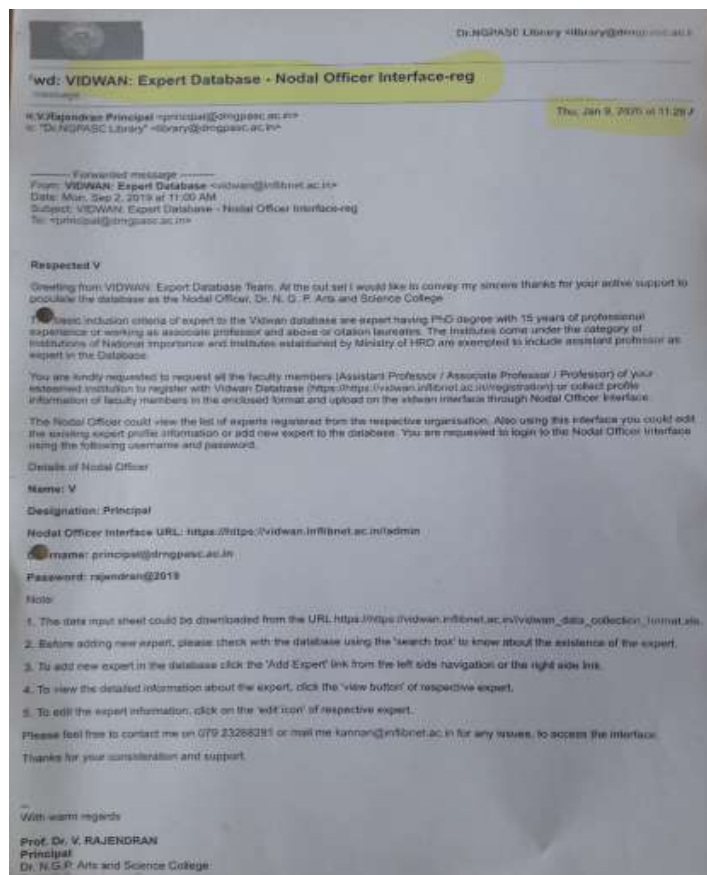 Dr.NGPASC Library <library@drngpasc.ac.i
wd: VIDWAN: Expert Database - Nodal Officer Interface-reg
message
V.Rajendran Principal <principal@drngpasc.ac.in>
"Dr.NGPASC Library" <library@drngpasc.ac.in>
Thu, Jan 9, 2020 at 11:28
---------- Forwarded message ----------
From: VIDWAN: Expert Database <vidwan@inflibnet.ac.in>
Date: Mon, Sep 2, 2019 at 11:00 AM
Subject: VIDWAN: Expert Database - Nodal Officer Interface-reg
To: <principal@drngpasc.ac.in>
Respected V
Greeting from VIDWAN: Expert Database Team. At the out set I would like to convey my sincere thanks for your active support to
populate the database as the Nodal Officer, Dr. N. G. P. Arts and Science College
basic inclusion criteria of expert to the Vidwan database are expert having PhD degree with 15 years of professional
experience or working as associate professor and above or citation laureates. The Institutes come under the category of
Institutions of National Importance and Institutes established by Ministry of HRD are exempted to include assistant professor as
expert in the Database.
You are kindly requested to request all the faculty members (Assistant Professor / Associate Professor / Professor) of your
esteemed institution to register with Vidwan Database (https://https://vidwan.inflibnet.ac.in/registration) or collect profile
information of faculty members in the enclosed format and upload on the vidwan interface through Nodal Officer Interface.
The Nodal Officer could view the list of experts registered from the respective organisation. Also using this interface you could edit
the existing expert profile information or add new expert to the database. You are requested to login to the Nodal Officer Interface
using the following username and password.
Details of Nodal Officer
Name: V
Designation: Principal
Nodal Officer Interface URL: https://https://vidwan.inflibnet.ac.in/admin
rname: principal@drngpasc.ac.in
Password: rajendran@2019
Note:
1. The data input sheet could be downloaded from the URL https://https://vidwan.inflibnet.ac.in/vidwan_data_collection_format.xls.
2. Before adding new expert, please check with the database using the 'search box' to know about the existence of the expert.
3. To add new expert in the database click the 'Add Expert' link from the left side navigation or the right side link.
4. To view the detailed information about the expert, click the 'view button' of respective expert.
5. To edit the expert information, click on the 'edit icon' of respective expert.
Please feel free to contact me on 079 23268281 or mail me kannan@inflibnet.ac.in for any issues, to access the interface.
Thanks for your consideration and support.
--
With warm regards
Prof. Dr. V. RAJENDRAN
Principal
Dr. N.G.P. Arts and Science College